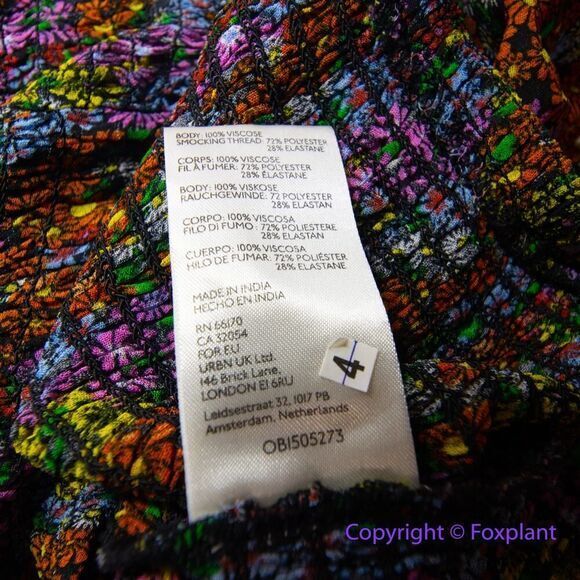 BODY: 100% VISCOSE
SMOCKING THREAD: 72% POLYESTER
28% ELASTANE
CORPS: 100% VISCOSE
FIL À FUMER: 72% POLYESTER
28% ÉLASTANE
BODY: 100% VISKOSE
RAUCHGEWINDE: 72 POLYESTER
28% ELASTAN
CORPO: 100% VISCOSA
FILO DI FUMO : 72% POLIESTERE
28% ELASTAN
CUERPO: 100% VISCOSA
HILO DE FUMAR: 72% POLIÉSTER
28% ELASTAN
MADE IN INDIA
HECHO EN INDIA
RN 66170
CA 32054
FOR EU
URBN UK Ltd.
146 Brick Lane,
LONDON E1 6RU
Leidsestraat 32, 1017 PB
Amsterdam, Netherlands
OB1505273
4
Copyright © Foxplant